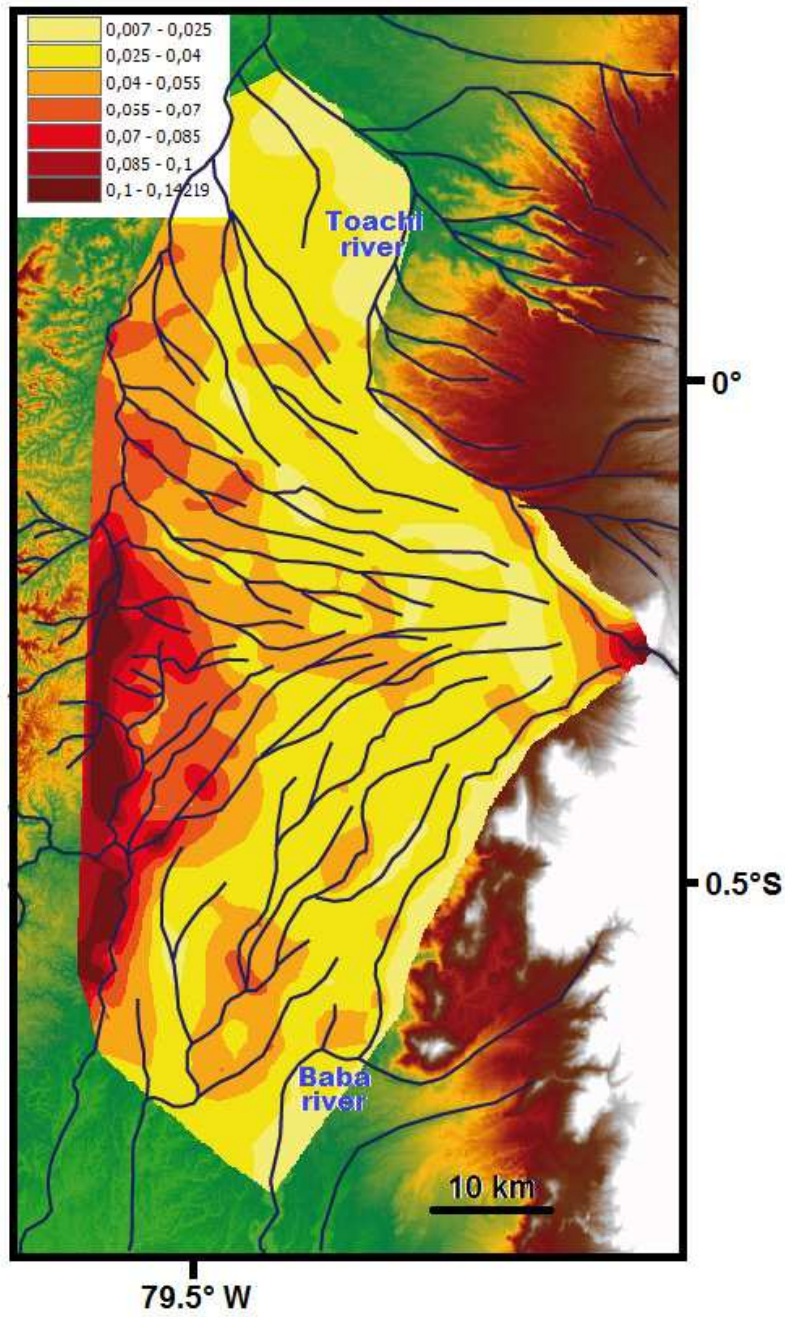 0,007 - 0,025
0,025 - 0,04
0,04 - 0,055
0,055 - 0,07
0,07 - 0,085
0,085 - 0,1
0,1 - 0,14219
Toachi
river
0°
0.5°S
Baba
river
10 km
79.5° W